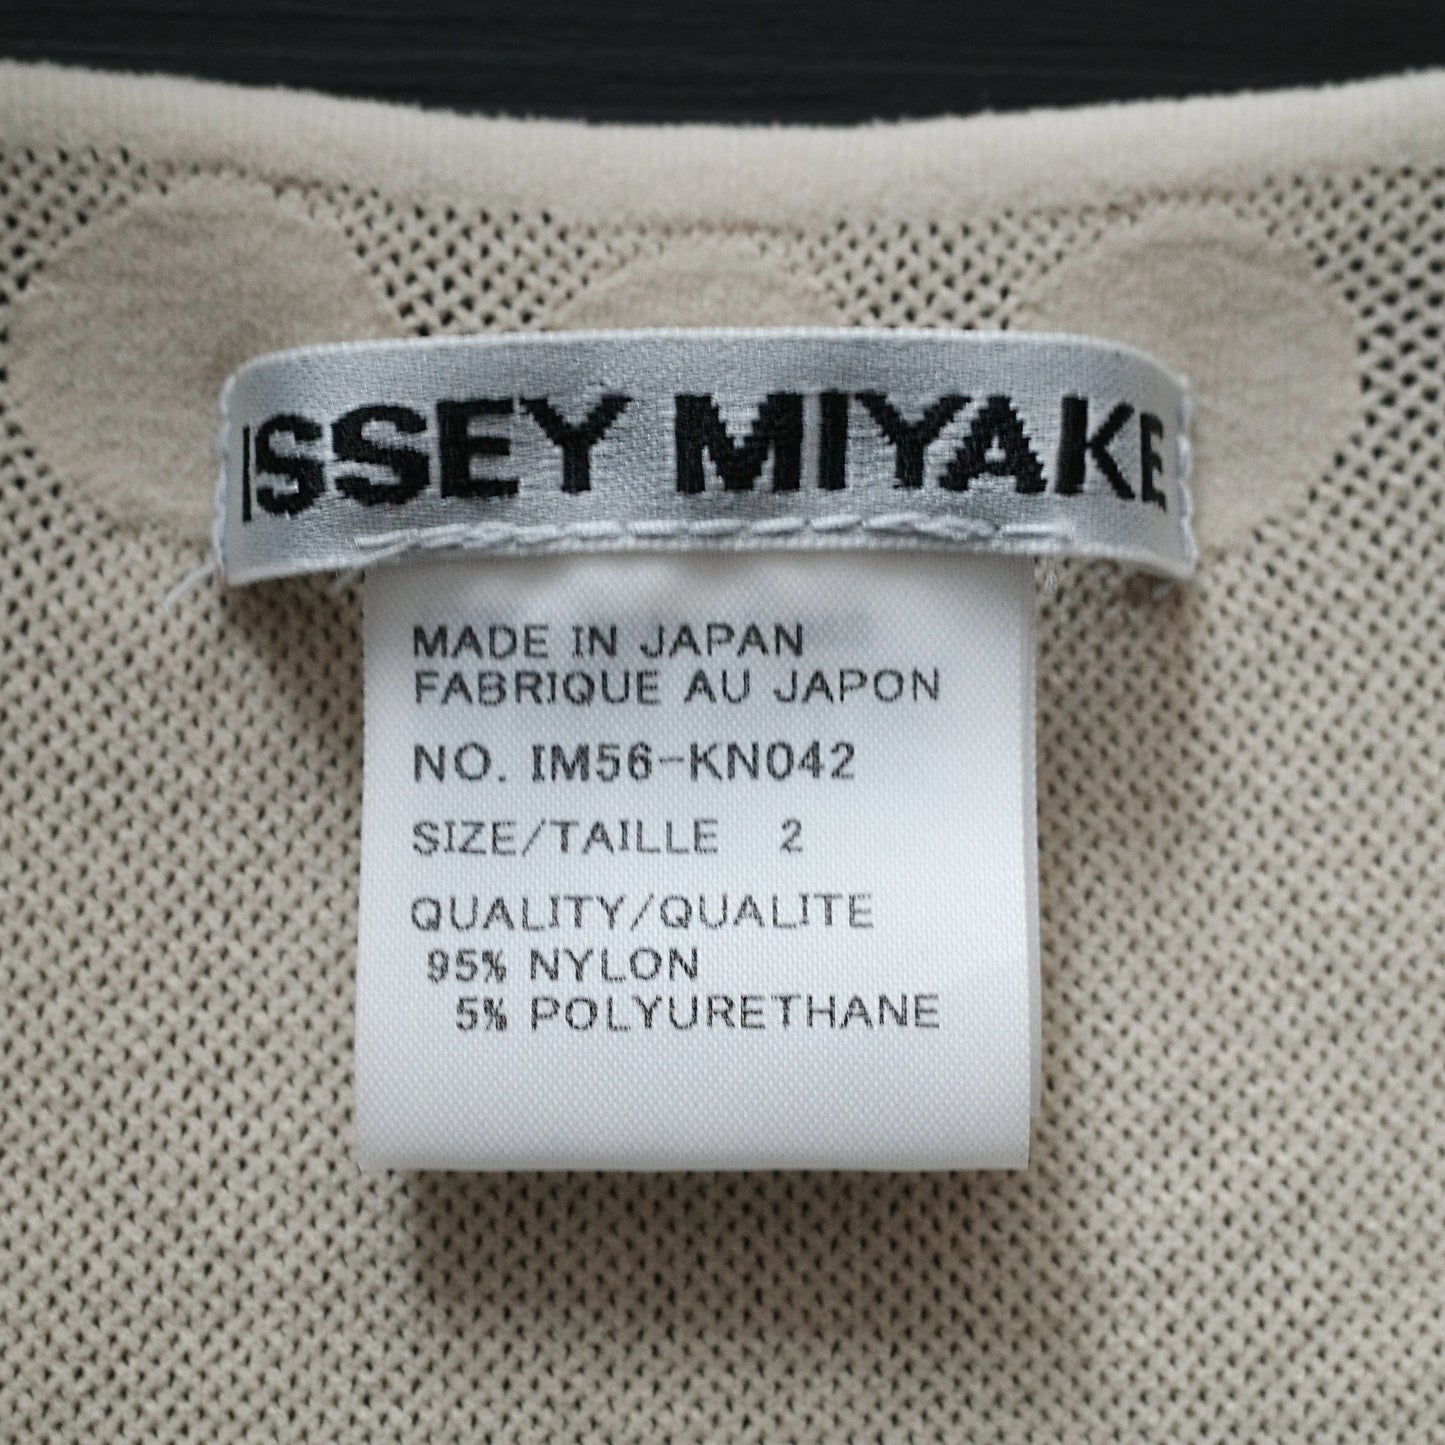 ISSEY MIYAKE
MADE IN JAPAN
FABRIQUE AU JAPON
NO. IM56-KN042
SIZE/TAILLE 2
QUALITY/QUALITE
95% NYLON
5% POLYURETHANE